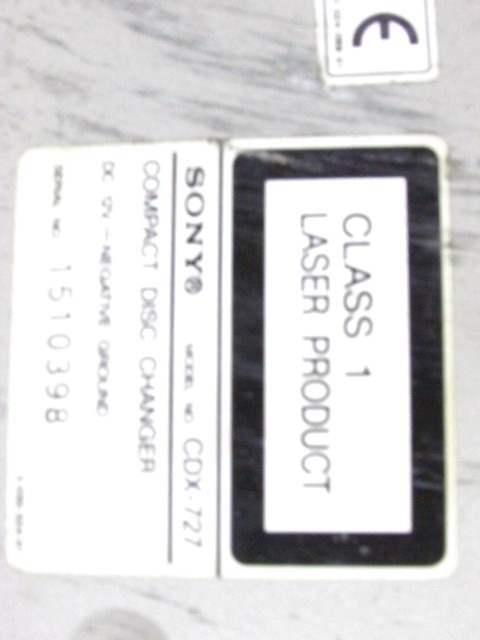 CLASS 1
LASER PRODUCT
SONY® MODEL NO. CDX-727
COMPACT DISC CHANGER
DC 12V ⎓ NEGATIVE GROUND
SERIAL NO. 1510398
CE